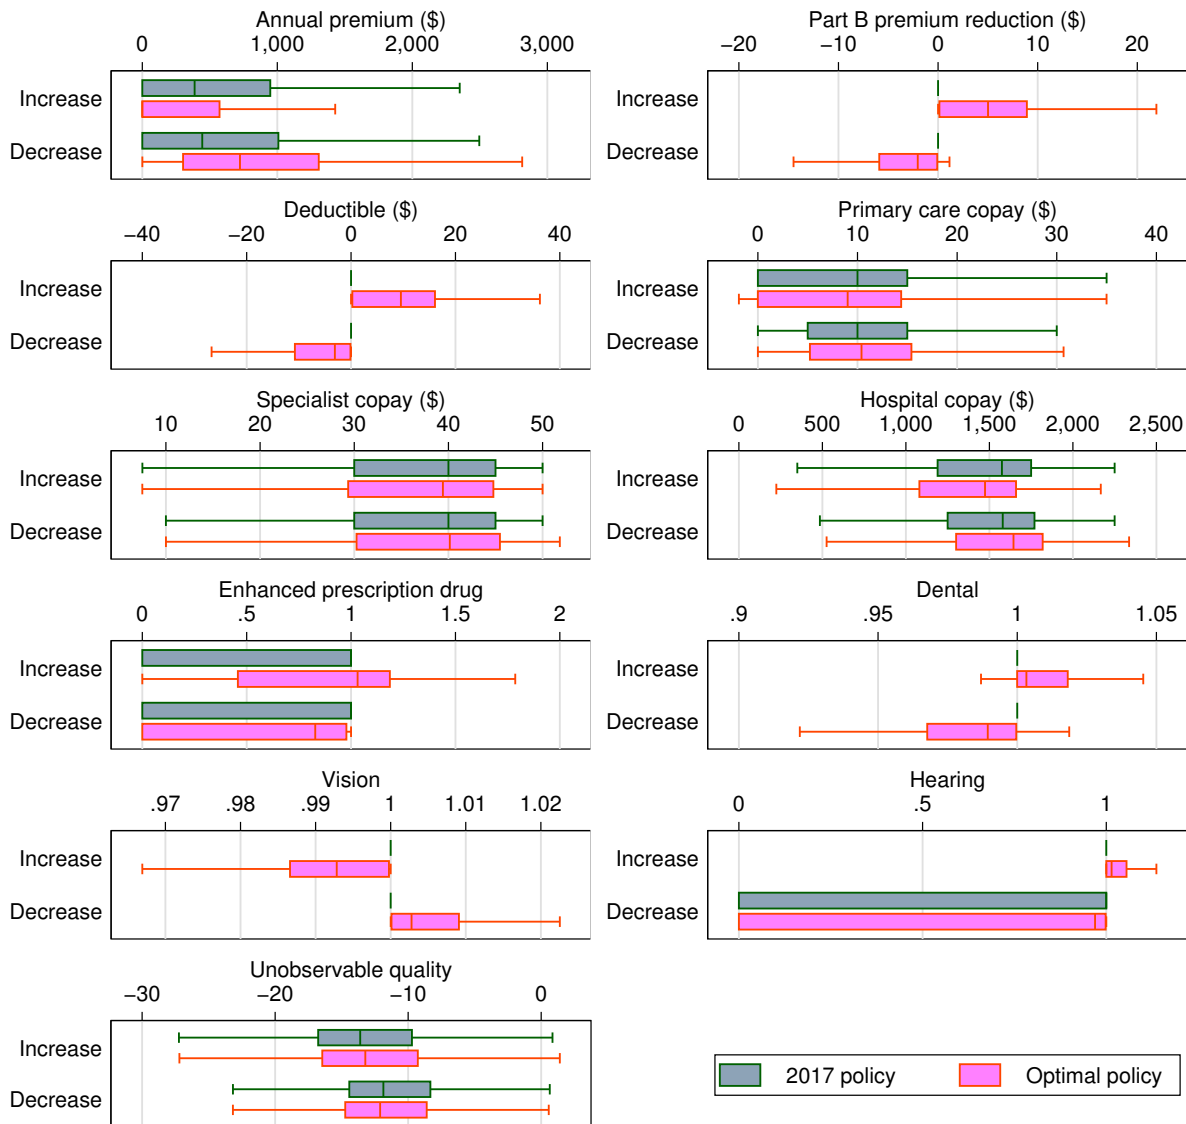 Annual premium ($)
0 1,000 2,000 3,000
Increase
Decrease
Part B premium reduction ($)
−20 −10 0 10 20
Increase
Decrease
Deductible ($)
−40 −20 0 20 40
Increase
Decrease
Primary care copay ($)
0 10 20 30 40
Increase
Decrease
Specialist copay ($)
10 20 30 40 50
Increase
Decrease
Hospital copay ($)
0 500 1,000 1,500 2,000 2,500
Increase
Decrease
Enhanced prescription drug
0 .5 1 1.5 2
Increase
Decrease
Dental
.9 .95 1 1.05
Increase
Decrease
Vision
.97 .98 .99 1 1.01 1.02
Increase
Decrease
Hearing
0 .5 1
Increase
Decrease
Unobservable quality
−30 −20 −10 0
Increase
Decrease
2017 policy Optimal policy